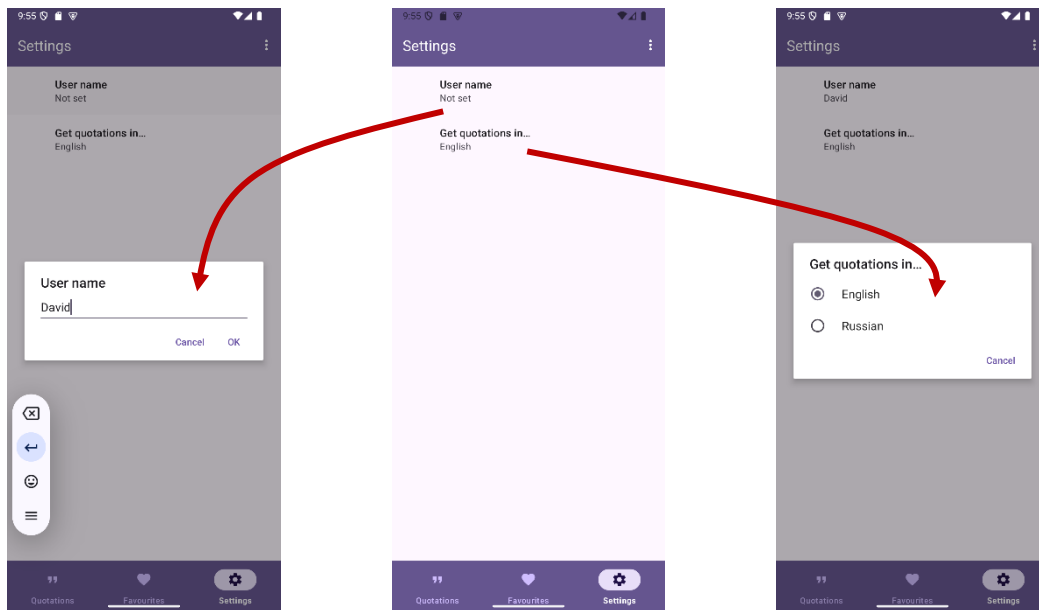 9:55
Settings
User name
Not set
Get quotations in...
English
User name
David
Cancel OK
Quotations Favourites Settings
9:55
Settings
User name
Not set
Get quotations in...
English
Quotations Favourites Settings
9:55
Settings
User name
David
Get quotations in...
English
Get quotations in...
English
Russian
Cancel
Quotations Favourites Settings